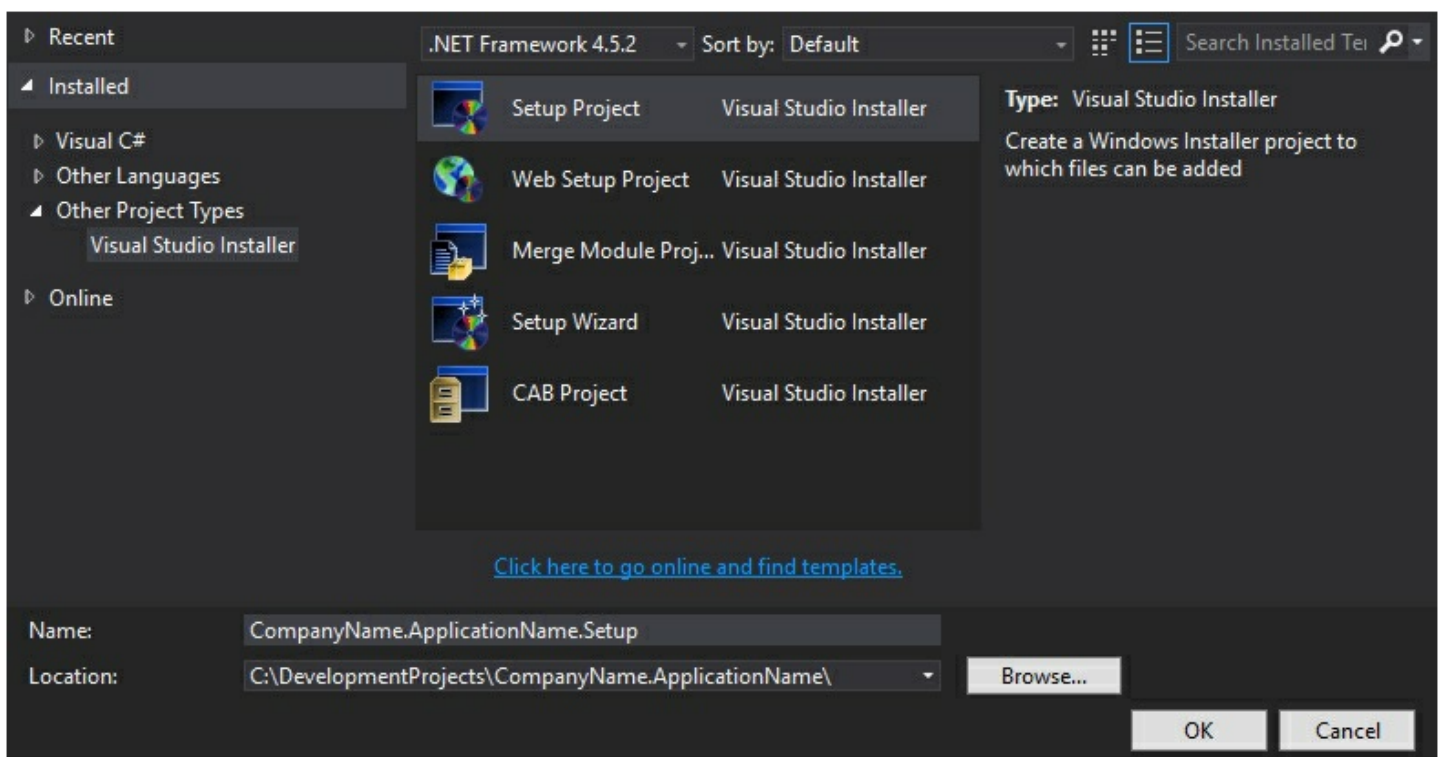 Recent
Installed
Visual C#
Other Languages
Other Project Types
Visual Studio Installer
Online
.NET Framework 4.5.2 Sort by: Default
Search Installed Te
Setup Project Visual Studio Installer
Web Setup Project Visual Studio Installer
Merge Module Proj... Visual Studio Installer
Setup Wizard Visual Studio Installer
CAB Project Visual Studio Installer
Click here to go online and find templates.
Type: Visual Studio Installer
Create a Windows Installer project to
which files can be added
Name: CompanyName.ApplicationName.Setup
Location: C:\DevelopmentProjects\CompanyName.ApplicationName\ Browse...
OK Cancel